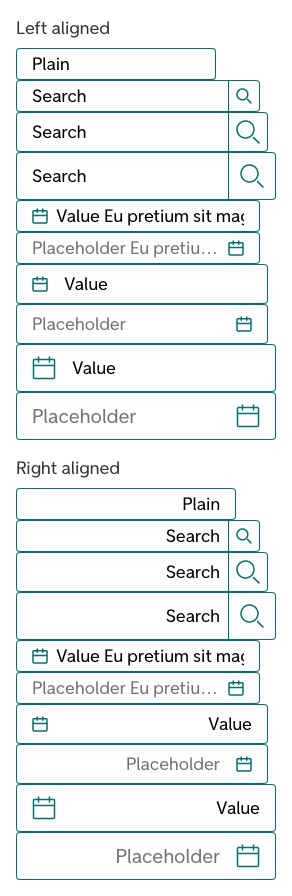 Left aligned
Plain
Search
Search
Search
Value Eu pretium sit mag
Placeholder Eu pretiu…
Value
Placeholder
Value
Placeholder
Right aligned
Plain
Search
Search
Search
Value Eu pretium sit mag
Placeholder Eu pretiu…
Value
Placeholder
Value
Placeholder